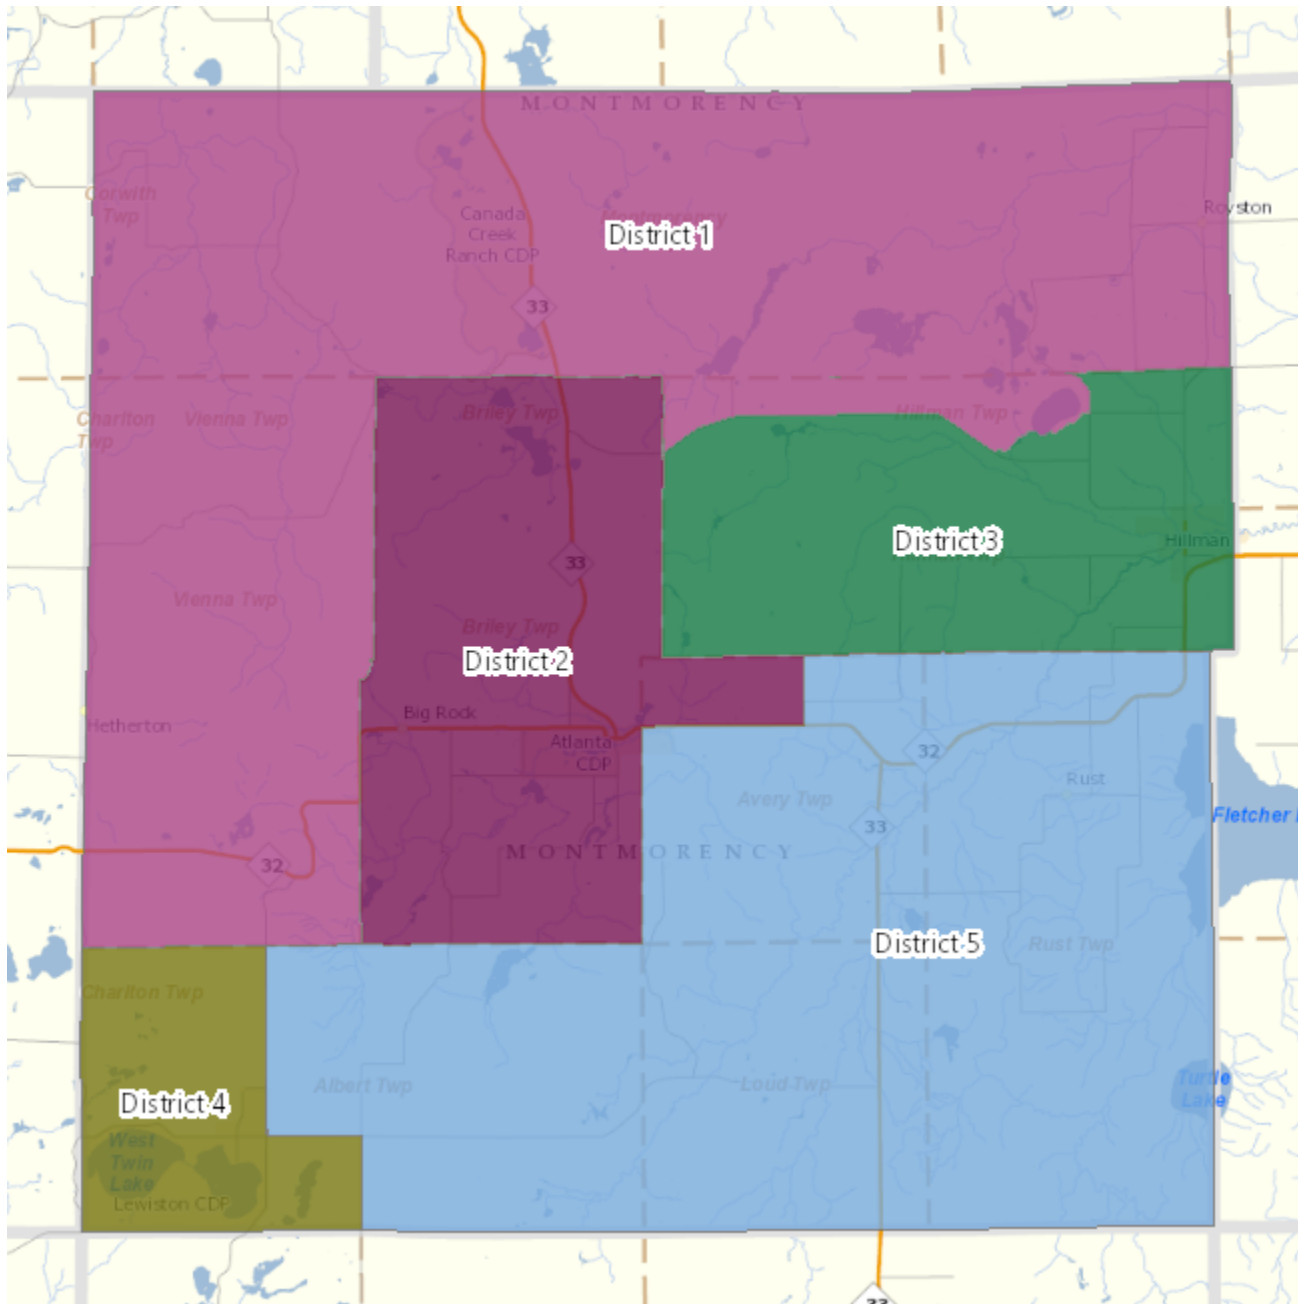 MONTMORENCY
Corwith
Twp
Royston
Canada
Creek
Ranch CDP
Montmorency
District 1
33
Charlton
Twp
Vienna Twp
Briley Twp
Hillman Twp
District 3
Hillman
33
Vienna Twp
Briley Twp
District 2
Big Rock
Hetherton
Atlanta
CDP
32
Rust
Avery Twp
Fletcher
33
MONTMORENCY
32
District 5
Rust Twp
Charlton Twp
Albert Twp
Loud Twp
Turtle
Lake
District 4
West
Twin
Lake
Lewiston CDP
33